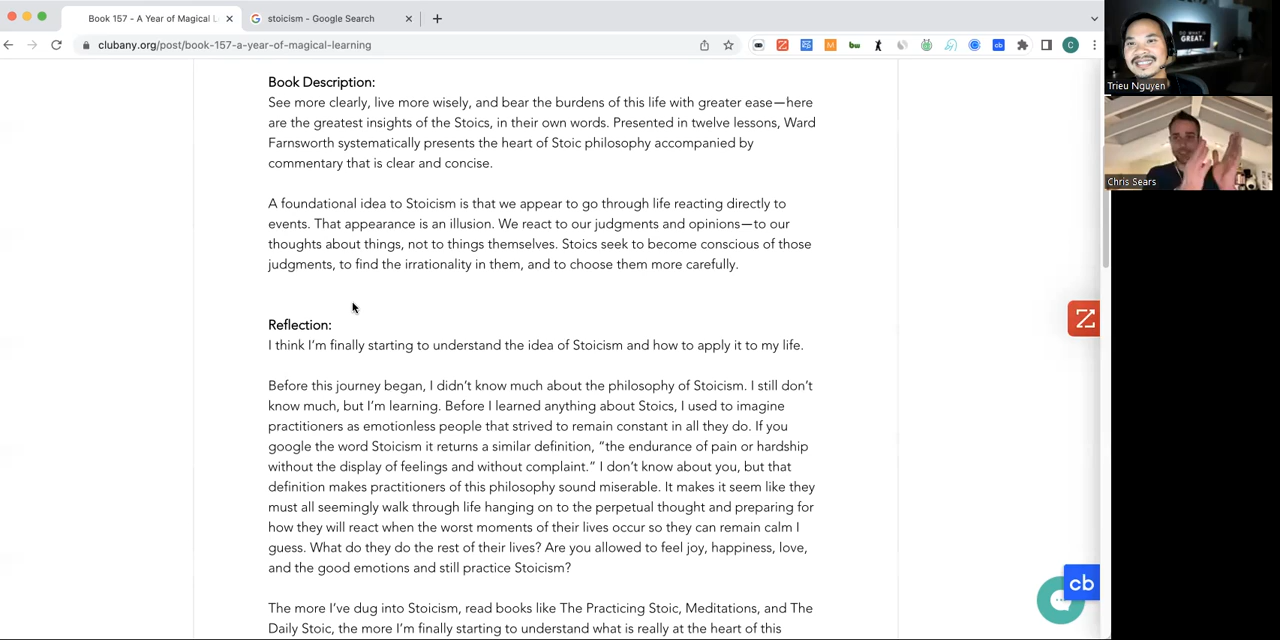 Book 157 - A Year of Magical L
stoicism - Google Search
clubany.org/post/book-157-a-year-of-magical-learning
Book Description:
See more clearly, live more wisely, and bear the burdens of this life with greater ease—here
are the greatest insights of the Stoics, in their own words. Presented in twelve lessons, Ward
Farnsworth systematically presents the heart of Stoic philosophy accompanied by
commentary that is clear and concise.
A foundational idea to Stoicism is that we appear to go through life reacting directly to
events. That appearance is an illusion. We react to our judgments and opinions—to our
thoughts about things, not to things themselves. Stoics seek to become conscious of those
judgments, to find the irrationality in them, and to choose them more carefully.
Reflection:
I think I’m finally starting to understand the idea of Stoicism and how to apply it to my life.
Before this journey began, I didn’t know much about the philosophy of Stoicism. I still don’t
know much, but I’m learning. Before I learned anything about Stoics, I used to imagine
practitioners as emotionless people that strived to remain constant in all they do. If you
google the word Stoicism it returns a similar definition, “the endurance of pain or hardship
without the display of feelings and without complaint.” I don’t know about you, but that
definition makes practitioners of this philosophy sound miserable. It makes it seem like they
must all seemingly walk through life hanging on to the perpetual thought and preparing for
how they will react when the worst moments of their lives occur so they can remain calm I
guess. What do they do the rest of their lives? Are you allowed to feel joy, happiness, love,
and the good emotions and still practice Stoicism?
The more I’ve dug into Stoicism, read books like The Practicing Stoic, Meditations, and The
Daily Stoic, the more I’m finally starting to understand what is really at the heart of this
cb
DO WHAT IS
GREAT.
Trieu Nguyen
Chris Sears